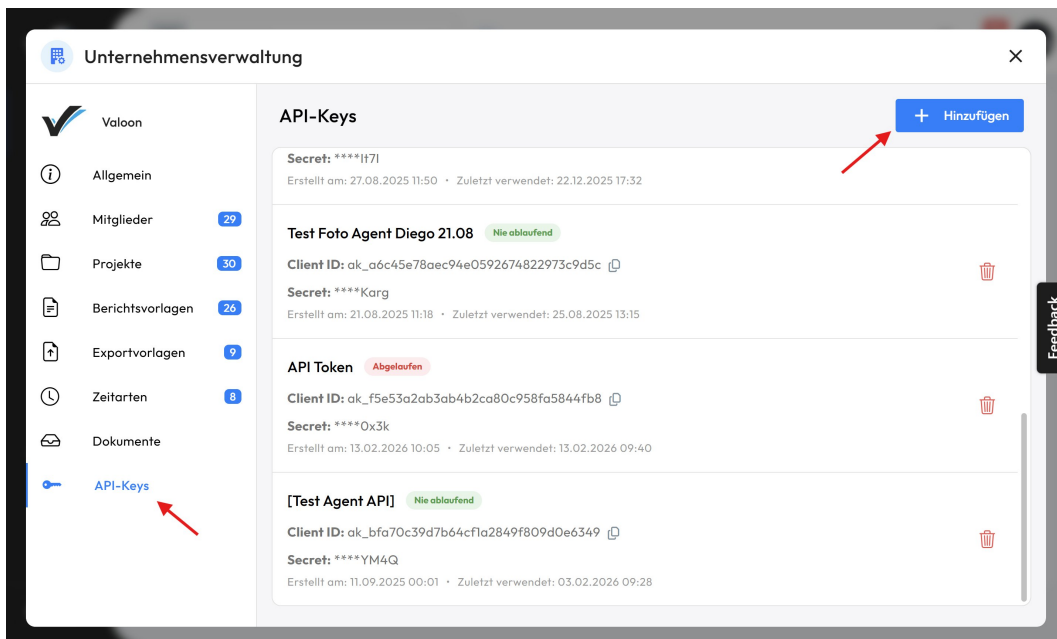 Unternehmensverwaltung
Valoon
Allgemein
Mitglieder 29
Projekte 30
Berichtsvorlagen 26
Exportvorlagen 9
Zeitarten 8
Dokumente
API-Keys
API-Keys
Hinzufügen
Secret: ****It7I
Erstellt am: 27.08.2025 11:50 • Zuletzt verwendet: 22.12.2025 17:32
Test Foto Agent Diego 21.08 Nie ablaufend
Client ID: ak_a6c45e78aec94e0592674822973c9d5c
Secret: ****Karg
Erstellt am: 21.08.2025 11:18 • Zuletzt verwendet: 25.08.2025 13:15
API Token Abgelaufen
Client ID: ak_f5e53a2ab3ab4b2ca80c958fa5844fb8
Secret: ****0x3k
Erstellt am: 13.02.2026 10:05 • Zuletzt verwendet: 13.02.2026 09:40
[Test Agent API] Nie ablaufend
Client ID: ak_bfa70c39d7b64cf1a2849f809d0e6349
Secret: ****YM4Q
Erstellt am: 11.09.2025 00:01 • Zuletzt verwendet: 03.02.2026 09:28
Feedback